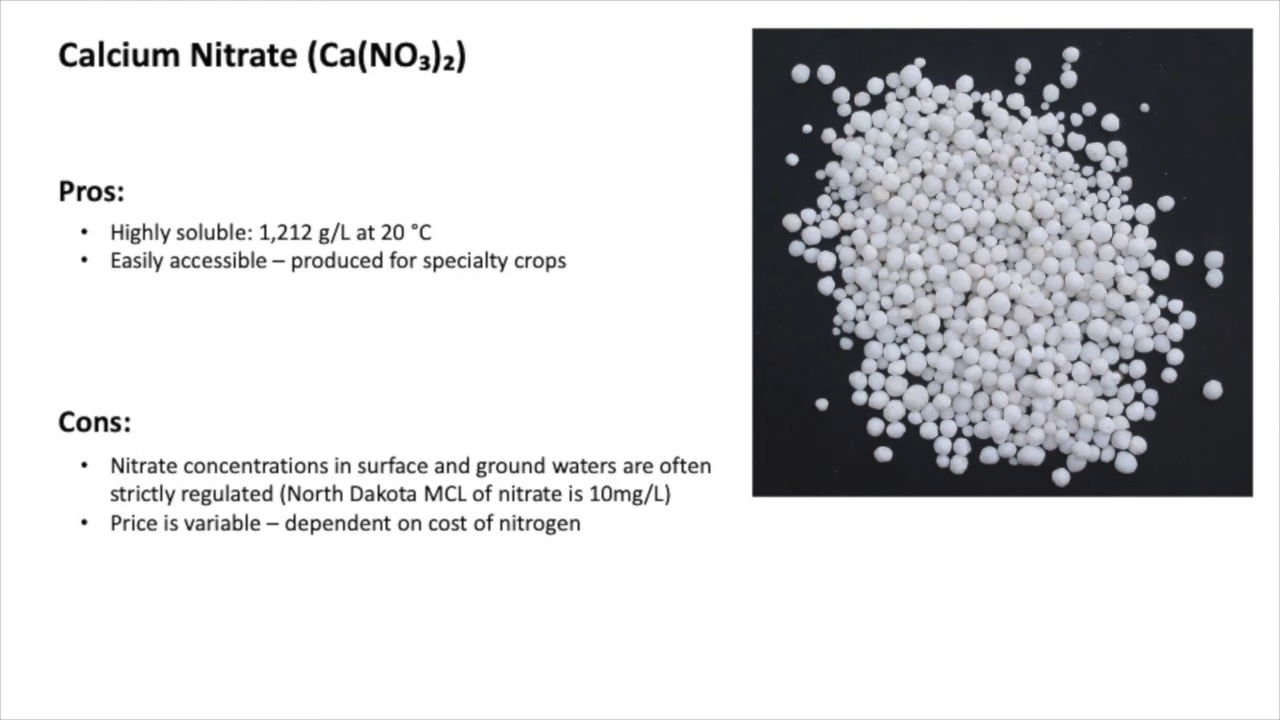 Calcium Nitrate (Ca(NO₃)₂)
Pros:
• Highly soluble: 1,212 g/L at 20 °C
• Easily accessible – produced for specialty crops
Cons:
• Nitrate concentrations in surface and ground waters are often
strictly regulated (North Dakota MCL of nitrate is 10mg/L)
• Price is variable – dependent on cost of nitrogen